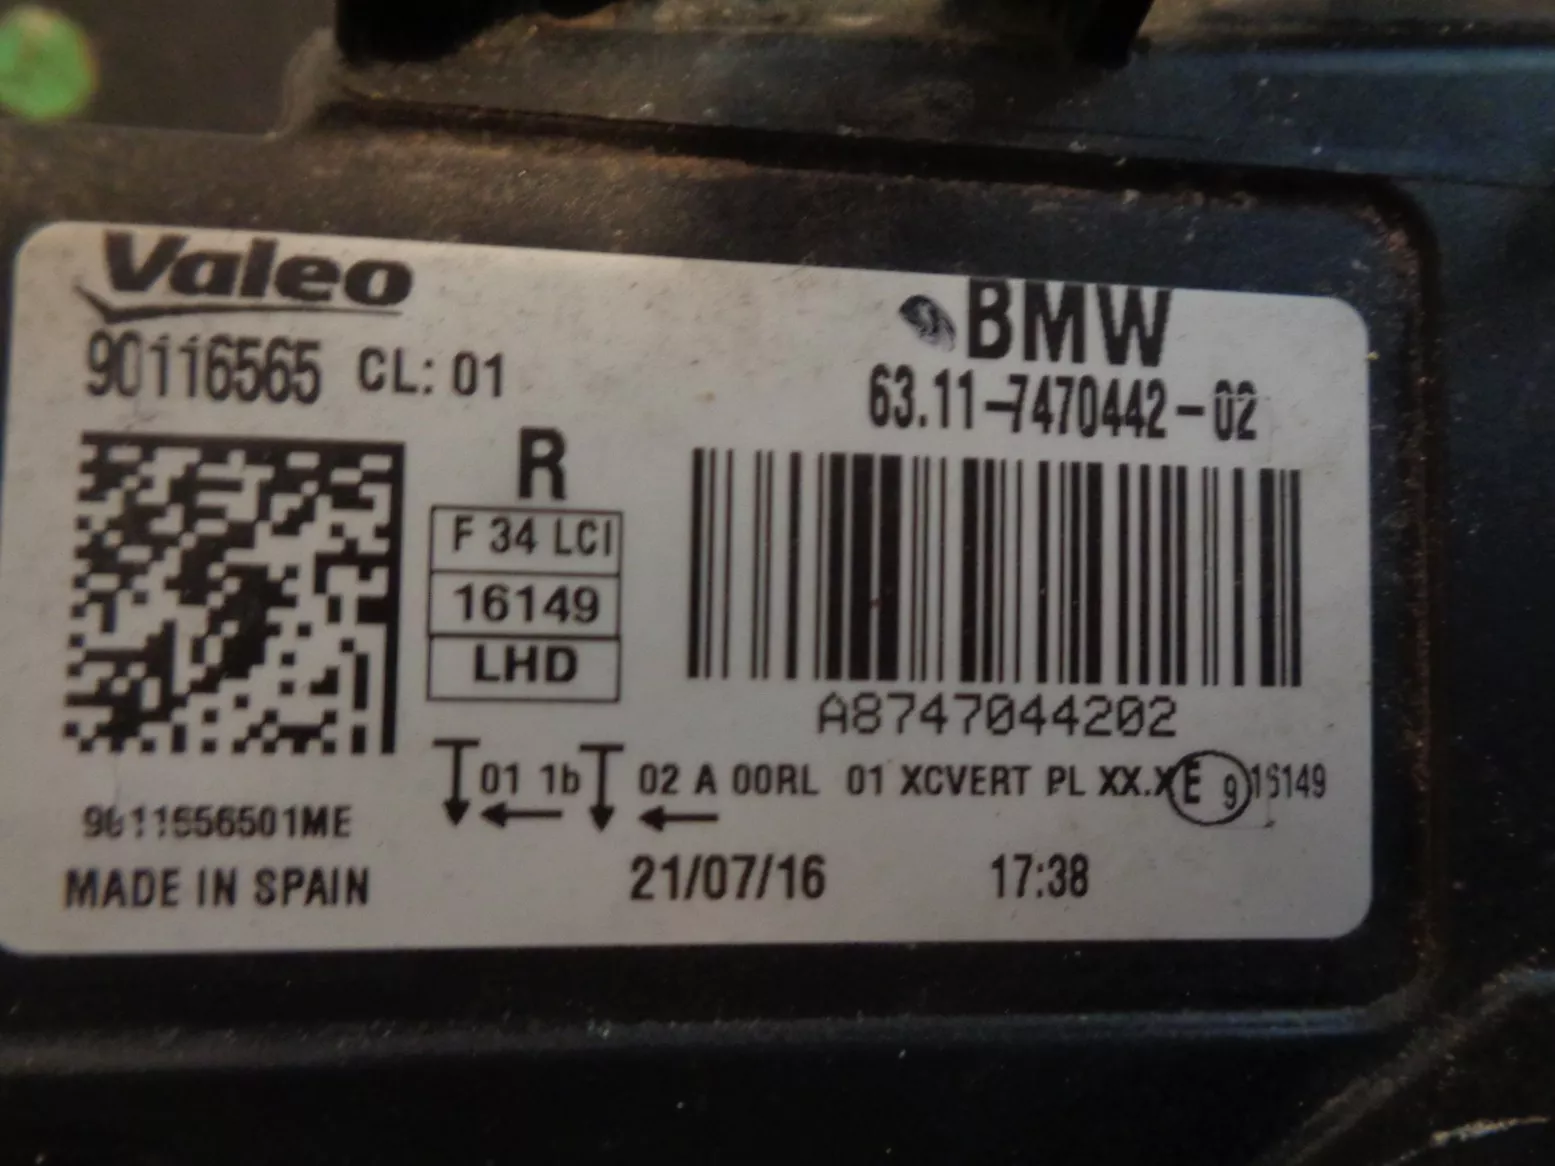 Valeo
90116565 CL: 01
BMW
63.11-7470442-02
R
F 34 LCI
16149
LHD
A8747044202
01 1b 02 A 00RL 01 XCVERT PL XX.X E 9 16149
9011656501ME
MADE IN SPAIN
21/07/16 17:38